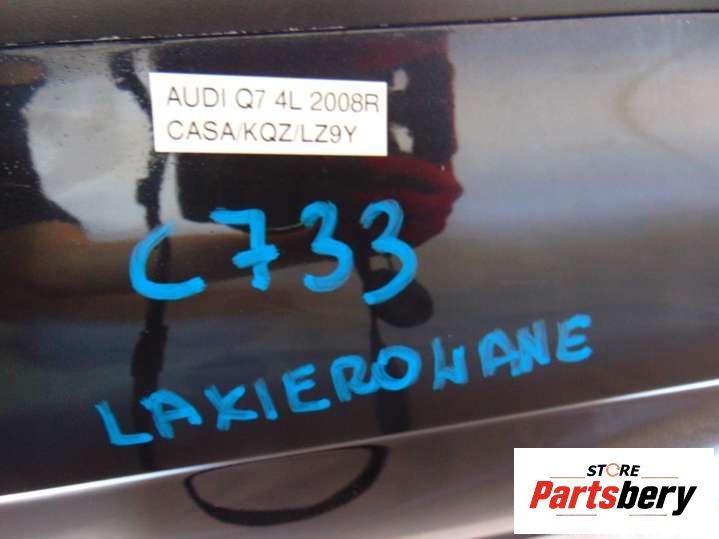 AUDI Q7 4L 2008R
CASA/KQZ/LZ9Y
C733
LAKIEROWANE
STORE
Partsbery